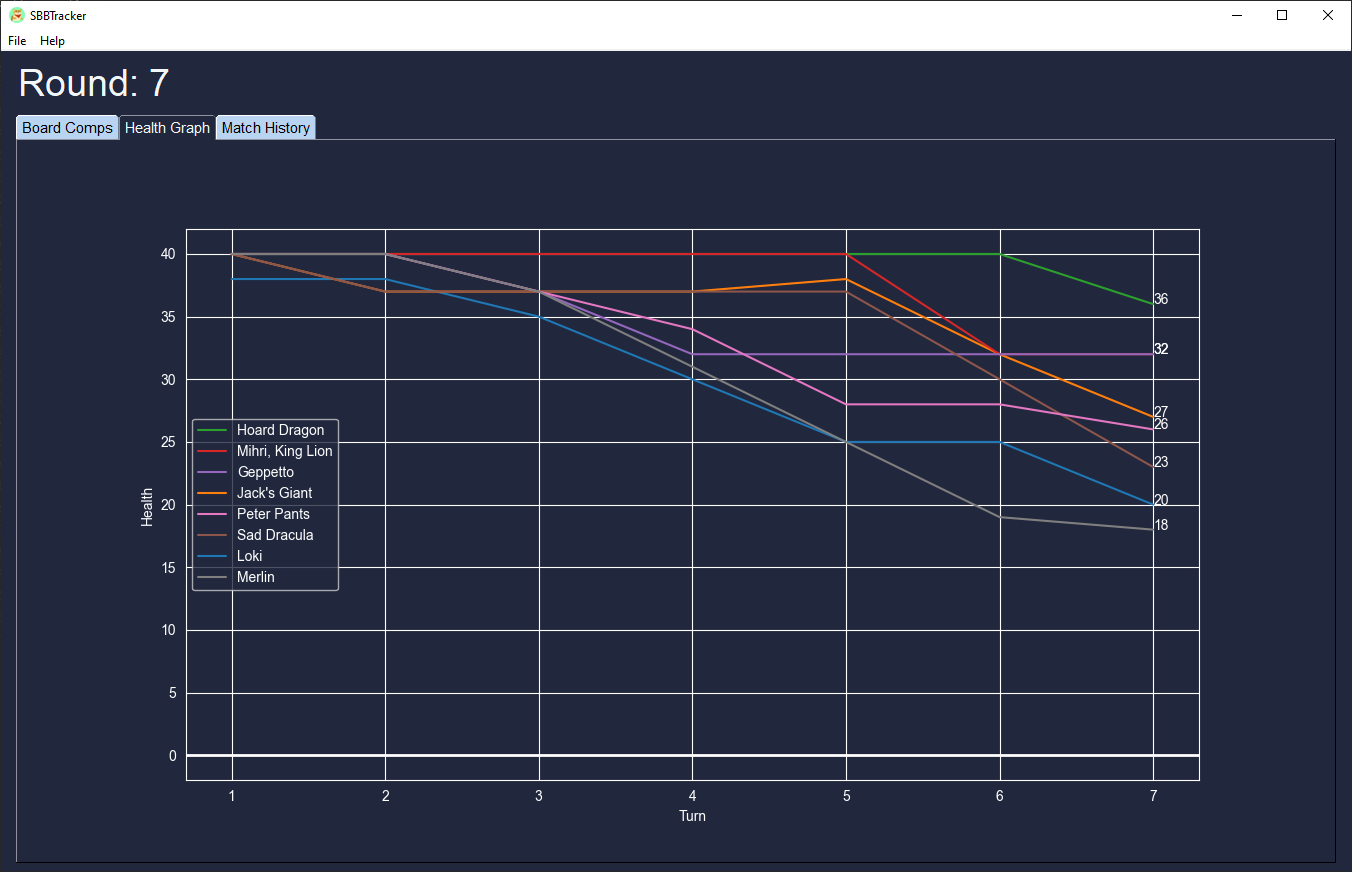 SBBTracker
File Help
Round: 7
Board Comps Health Graph Match History
40
35
30
25
20
15
10
5
0
Health
Hoard Dragon
Mihri, King Lion
Geppetto
Jack's Giant
Peter Pants
Sad Dracula
Loki
Merlin
36
32
27
26
23
20
18
1 2 3 4 5 6 7
Turn